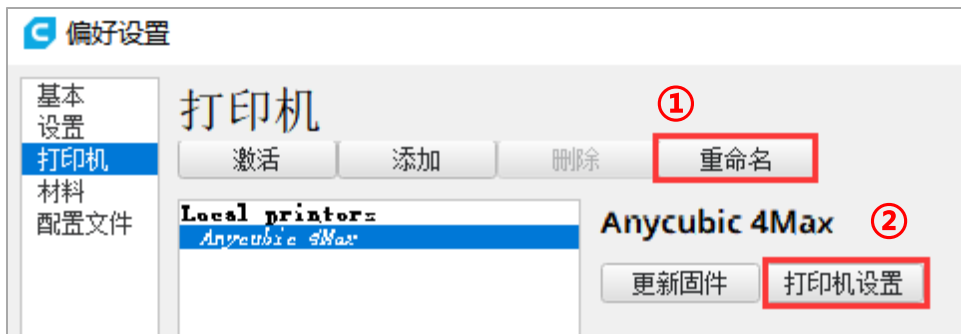 偏好设置
基本
设置
打印机
材料
配置文件
打印机
①
激活 添加 删除 重命名
Local printers
Anycubic 4Max
Anycubic 4Max ②
更新固件 打印机设置